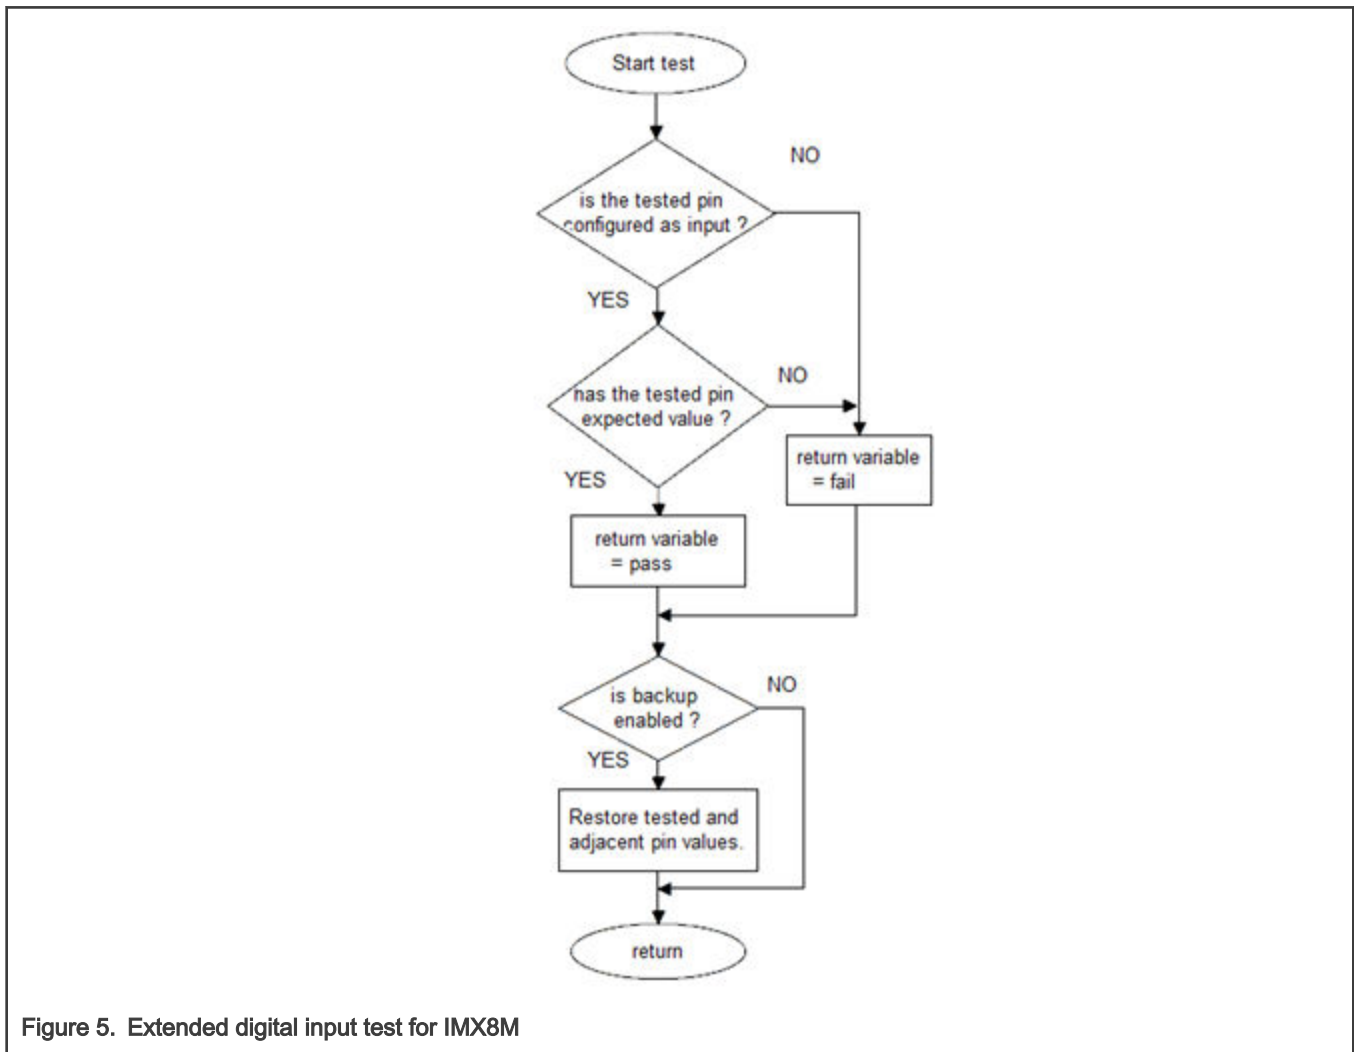 Start test
NO
is the tested pin
configured as input ?
YES
NO
has the tested pin
expected value ?
return variable
= fail
YES
return variable
= pass
NO
is backup
enabled ?
YES
Restore tested and
adjacent pin values.
return
Figure 5. Extended digital input test for IMX8M